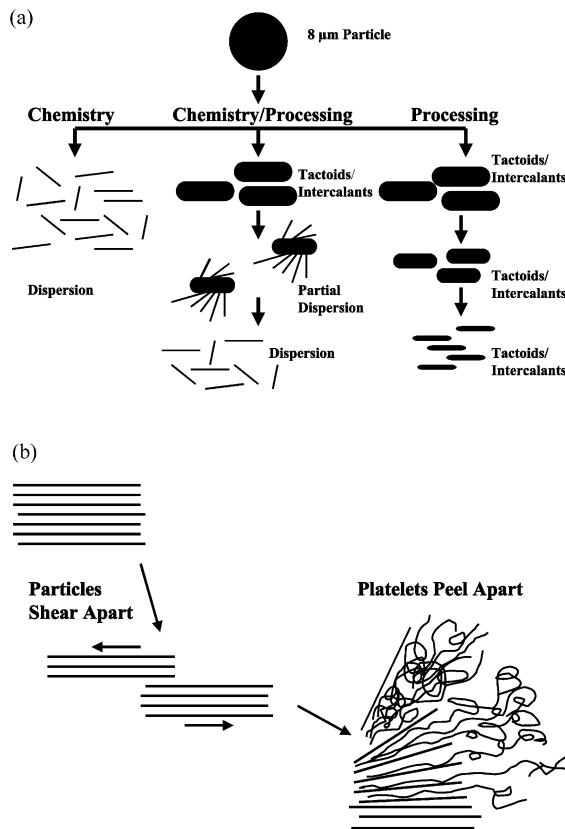 (a)
8 μm Particle
Chemistry
Chemistry/Processing
Processing
Tactoids/
Intercalants
Tactoids/
Intercalants
Dispersion
Partial
Dispersion
Tactoids/
Intercalants
Dispersion
Tactoids/
Intercalants
(b)
Particles
Shear Apart
Platelets Peel Apart